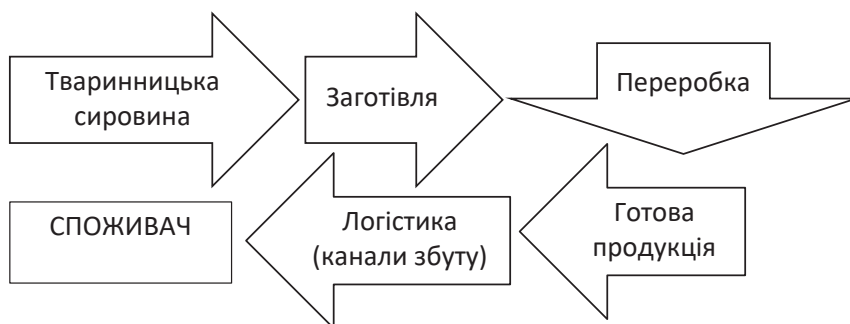 Тваринницька
сировина
Заготівля
Переробка
Готова
продукція
Логістика
(канали збуту)
СПОЖИВАЧ